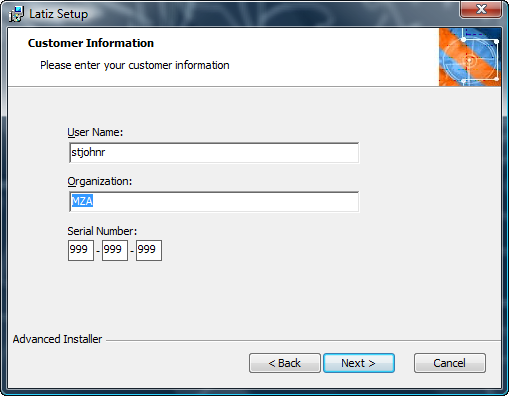 Latiz Setup
Customer Information
Please enter your customer information
User Name:
stjohnr
Organization:
MZA
Serial Number:
999 - 999 - 999
Advanced Installer
< Back Next > Cancel